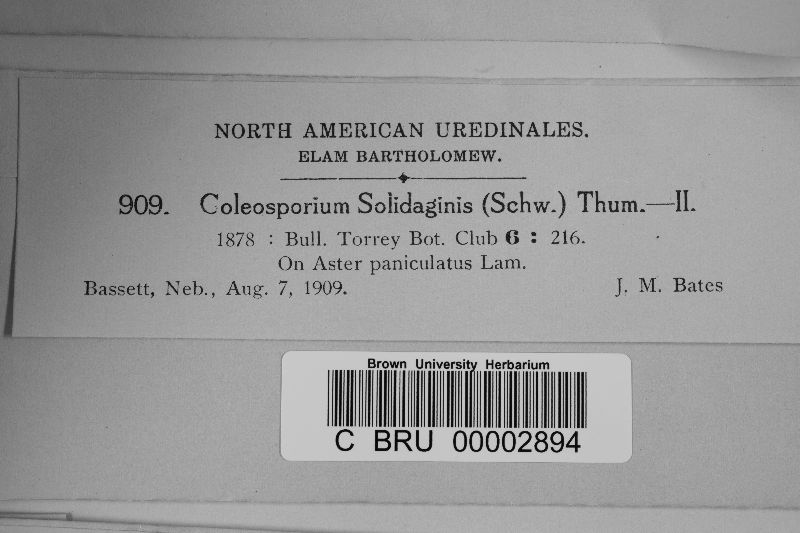 NORTH AMERICAN UREDINALES.
ELAM BARTHOLOMEW.
909. Coleosporium Solidaginis (Schw.) Thum.—II.
1878 : Bull. Torrey Bot. Club 6 : 216.
On Aster paniculatus Lam.
Bassett, Neb., Aug. 7, 1909. J. M. Bates
Brown University Herbarium
C BRU 00002894